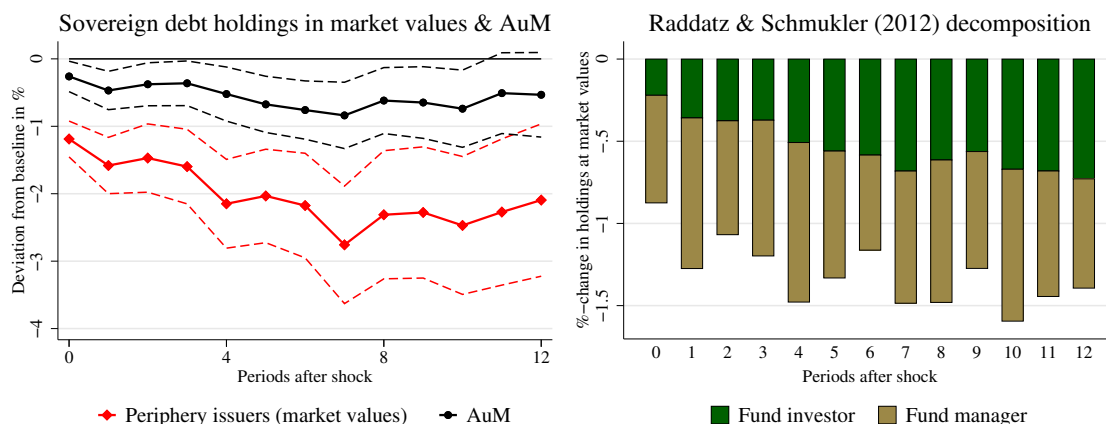 Sovereign debt holdings in market values & AuM
Deviation from baseline in %
0
−1
−2
−3
−4
0 4 8 12
Periods after shock
Periphery issuers (market values) AuM
Raddatz & Schmukler (2012) decomposition
%−change in holdings at market values
0
−.5
−1
−1.5
0 1 2 3 4 5 6 7 8 9 10 11 12
Periods after shock
Fund investor Fund manager